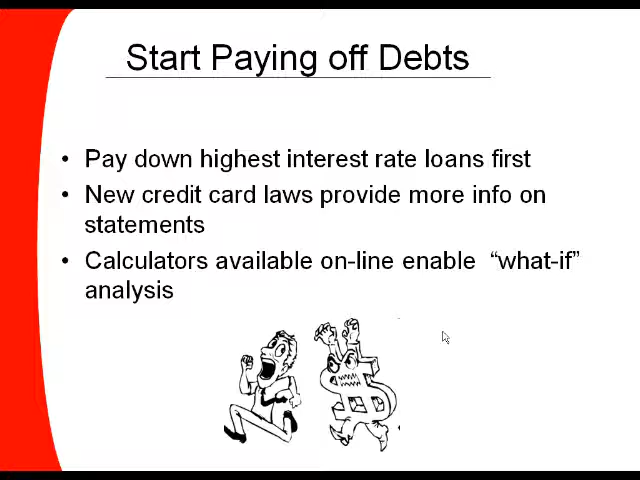 Start Paying off Debts
• Pay down highest interest rate loans first
• New credit card laws provide more info on
statements
• Calculators available on-line enable  “what-if”
analysis